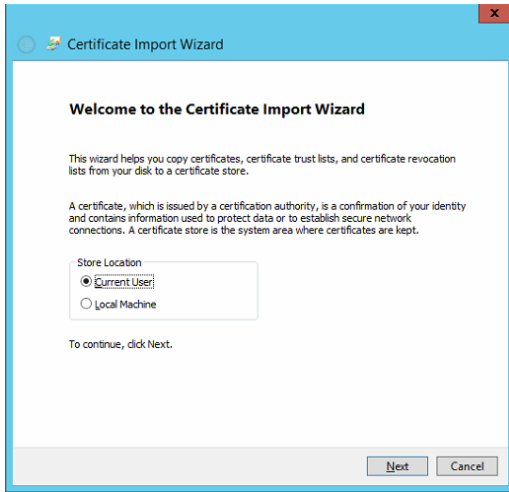 x
Certificate Import Wizard
Welcome to the Certificate Import Wizard
This wizard helps you copy certificates, certificate trust lists, and certificate revocation
lists from your disk to a certificate store.
A certificate, which is issued by a certification authority, is a confirmation of your identity
and contains information used to protect data or to establish secure network
connections. A certificate store is the system area where certificates are kept.
Store Location
Current User
Local Machine
To continue, click Next.
Next Cancel